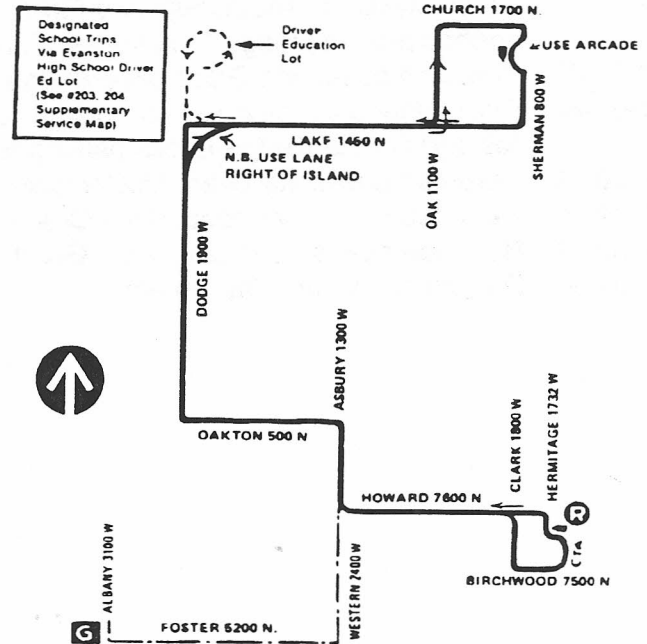 CHURCH 1700 N.
Designated
School Trips
Via Evanston
High School Driver
Ed Lot
(See #203, 204
Supplementary
Service Map)
Driver
Education
Lot
USE ARCADE
SHERMAN 800 W
LAKF 1460 N
N.B. USE LANE
RIGHT OF ISLAND
OAK 1100 W
DODGE 1900 W
ASBURY 1300 W
OAKTON 500 N
CLARK 1800 W
HERMITAGE 1732 W
HOWARD 7600 N
R
CTA
BIRCHWOOD 7500 N
ALBANY 3100 W
WESTERN 2400 W
FOSTER 5200 N.
G